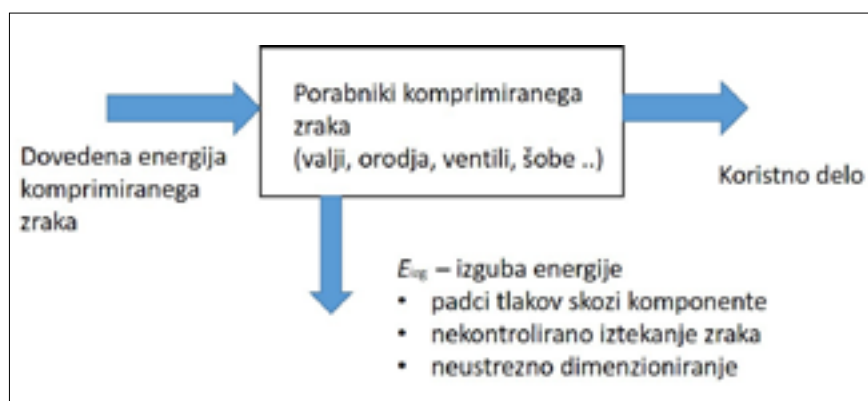 Porabniki komprimiranega
zraka
(valji, orodja, ventili, šobe ..)
Dovedena energija
komprimiranega
zraka
Koristno delo
Eizg – izguba energije
• padci tlakov skozi komponente
• nekontrolirano iztekanje zraka
• neustrezno dimenzioniranje